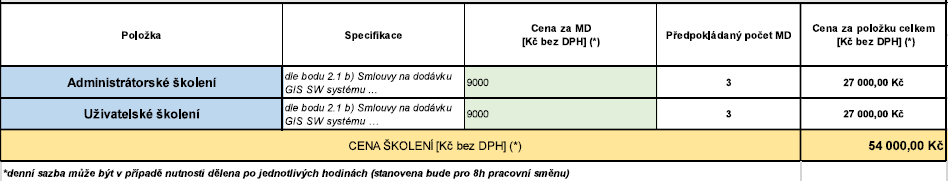 Položka
Specifikace
Cena za MD
[Kč bez DPH] (*)
Předpokládaný počet MD
Cena za položku celkem
[Kč bez DPH] (*)
Administrátorské školení
dle bodu 2.1 b) Smlouvy na dodávku
GIS SW systému ...
9000
3
27 000,00 Kč
Uživatelské školení
dle bodu 2.1 b) Smlouvy na dodávku
GIS SW systému ...
9000
3
27 000,00 Kč
CENA ŠKOLENÍ [Kč bez DPH] (*)
54 000,00 Kč
*denní sazba může být v případě nutnosti dělena po jednotlivých hodinách (stanovena bude pro 8h pracovní směnu)